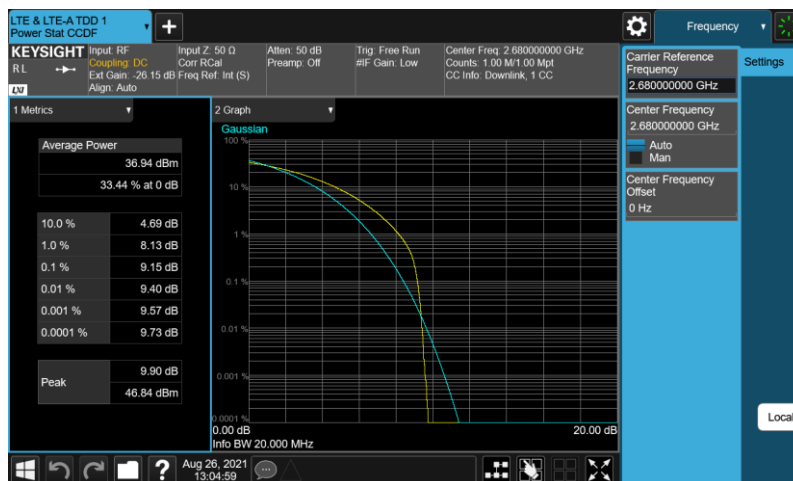 LTE & LTE-A TDD 1
Power Stat CCDF
Frequency
KEYSIGHT
R L
LXI
Input: RF
Coupling: DC
Ext Gain: -26.15 dB
Align: Auto
Input Z: 50 Ω
Corr RCal
Freq Ref: Int (S)
Atten: 50 dB
Preamp: Off
Trig: Free Run
#IF Gain: Low
Center Freq: 2.680000000 GHz
Counts: 1.00 M/1.00 Mpt
CC Info: Downlink, 1 CC
Carrier Reference
Frequency
2.680000000 GHz
Settings
Center Frequency
2.680000000 GHz
Auto
Man
Center Frequency
Offset
0 Hz
Local
1 Metrics
Average Power
36.94 dBm
33.44 % at 0 dB
10.0 % 4.69 dB
1.0 % 8.13 dB
0.1 % 9.15 dB
0.01 % 9.40 dB
0.001 % 9.57 dB
0.0001 % 9.73 dB
Peak
9.90 dB
46.84 dBm
2 Graph
Gaussian
100 %
10 %
1 %
0.1 %
0.01 %
0.001 %
0.0001 %
0.00 dB
20.00 dB
Info BW 20.000 MHz
?
Aug 26, 2021
13:04:59